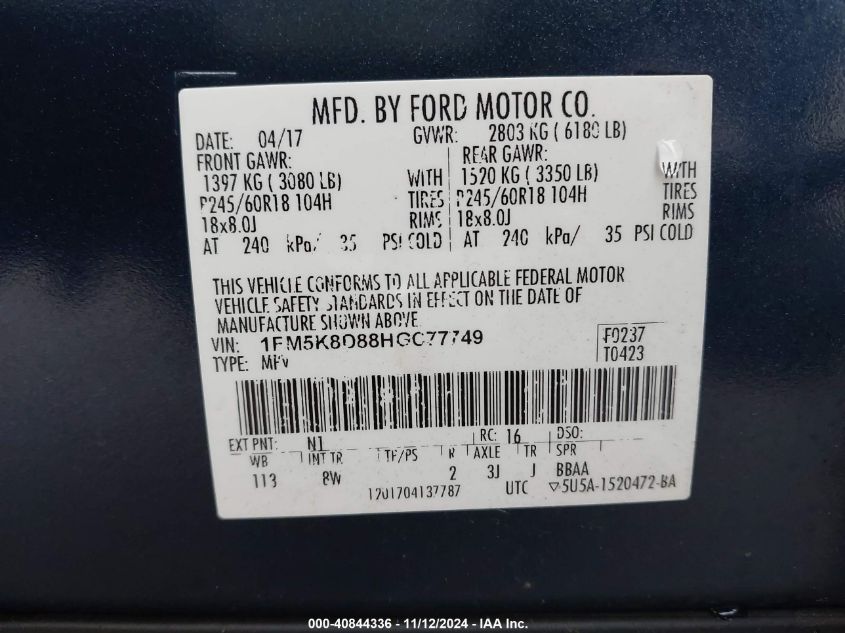 MFD. BY FORD MOTOR CO.
DATE: 04/17 GVWR: 2803 KG ( 6180 LB)
FRONT GAWR: REAR GAWR:
1397 KG ( 3080 LB) WITH 1520 KG ( 3350 LB) WITH
P245/60R18 104H TIRES P245/60R18 104H TIRES
18x8.0J RIMS 18x8.0J RIMS
AT 240 kPa/ 35 PSI COLD AT 240 kPa/ 35 PSI COLD
THIS VEHICLE CONFORMS TO ALL APPLICABLE FEDERAL MOTOR
VEHICLE SAFETY STANDARDS IN EFFECT ON THE DATE OF
MANUFACTURE SHOWN ABOVE.
VIN: 1FM5K8D88HGC77749 F0237
TYPE: MPV T0423
EXT PNT: N1 RC: 16 DSO:
WB INT TR TP/PS R AXLE TR SPR
113 8W 2 3J J BBAA
1201704137787 UTC ▽5U5A-1520472-BA
000-40844336 - 11/12/2024 - IAA Inc.